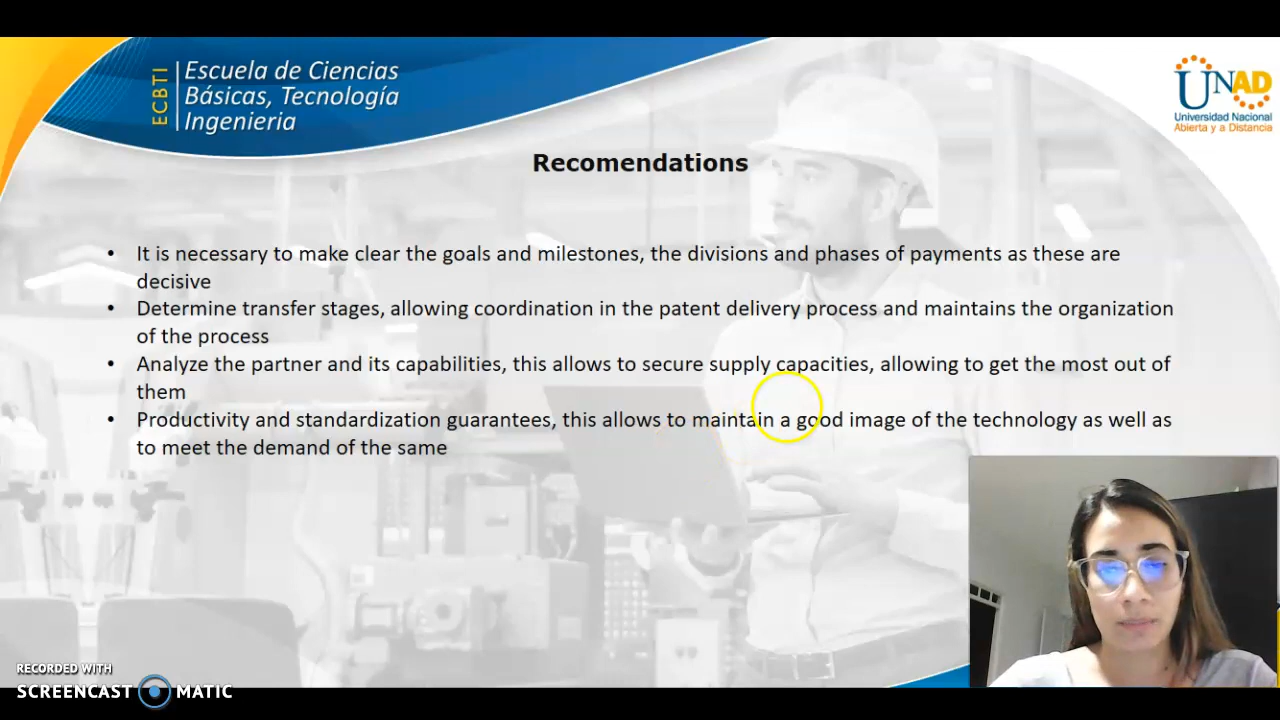 ECBTI
Escuela de Ciencias
Básicas, Tecnología
Ingenieria
UNAD
Universidad Nacional
Abierta y a Distancia
Recomendations
• It is necessary to make clear the goals and milestones, the divisions and phases of payments as these are
decisive
• Determine transfer stages, allowing coordination in the patent delivery process and maintains the organization
of the process
• Analyze the partner and its capabilities, this allows to secure supply capacities, allowing to get the most out of
them
• Productivity and standardization guarantees, this allows to maintain a good image of the technology as well as
to meet the demand of the same
RECORDED WITH
SCREENCAST MATIC